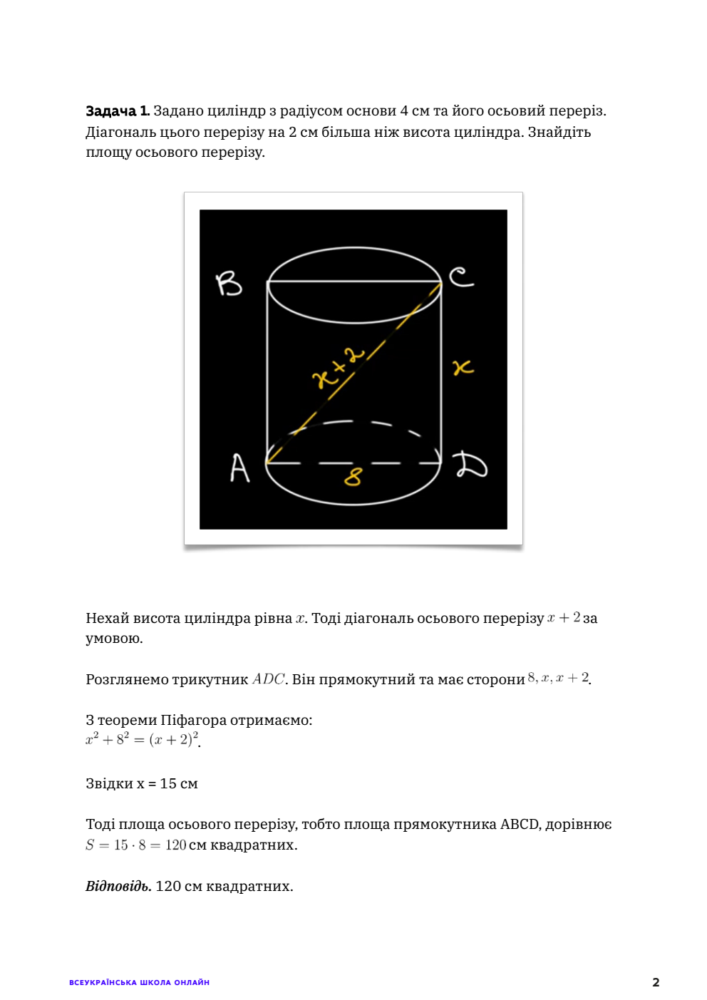 Задача 1. Задано циліндр з радіусом основи 4 см та його осьовий переріз.
Діагональ цього перерізу на 2 см більша ніж висота циліндра. Знайдіть
площу осьового перерізу.
B
C
x+2
x
A
8
D
Нехай висота циліндра рівна x. Тоді діагональ осьового перерізу x + 2 за
умовою.
Розглянемо трикутник ADC. Він прямокутний та має сторони 8, x, x + 2.
З теореми Піфагора отримаємо:
x² + 8² = (x + 2)².
Звідки x = 15 см
Тоді площа осьового перерізу, тобто площа прямокутника ABCD, дорівнює
S = 15 · 8 = 120 см квадратних.
Відповідь. 120 см квадратних.
ВСЕУКРАЇНСЬКА ШКОЛА ОНЛАЙН
2